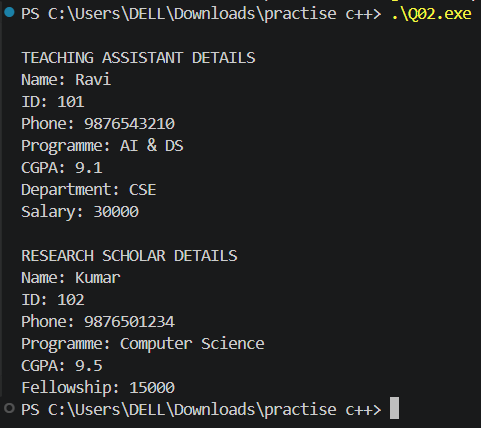 PS C:\Users\DELL\Downloads\practise c++> .\Q02.exe
TEACHING ASSISTANT DETAILS
Name: Ravi
ID: 101
Phone: 9876543210
Programme: AI & DS
CGPA: 9.1
Department: CSE
Salary: 30000
RESEARCH SCHOLAR DETAILS
Name: Kumar
ID: 102
Phone: 9876501234
Programme: Computer Science
CGPA: 9.5
Fellowship: 15000
PS C:\Users\DELL\Downloads\practise c++>